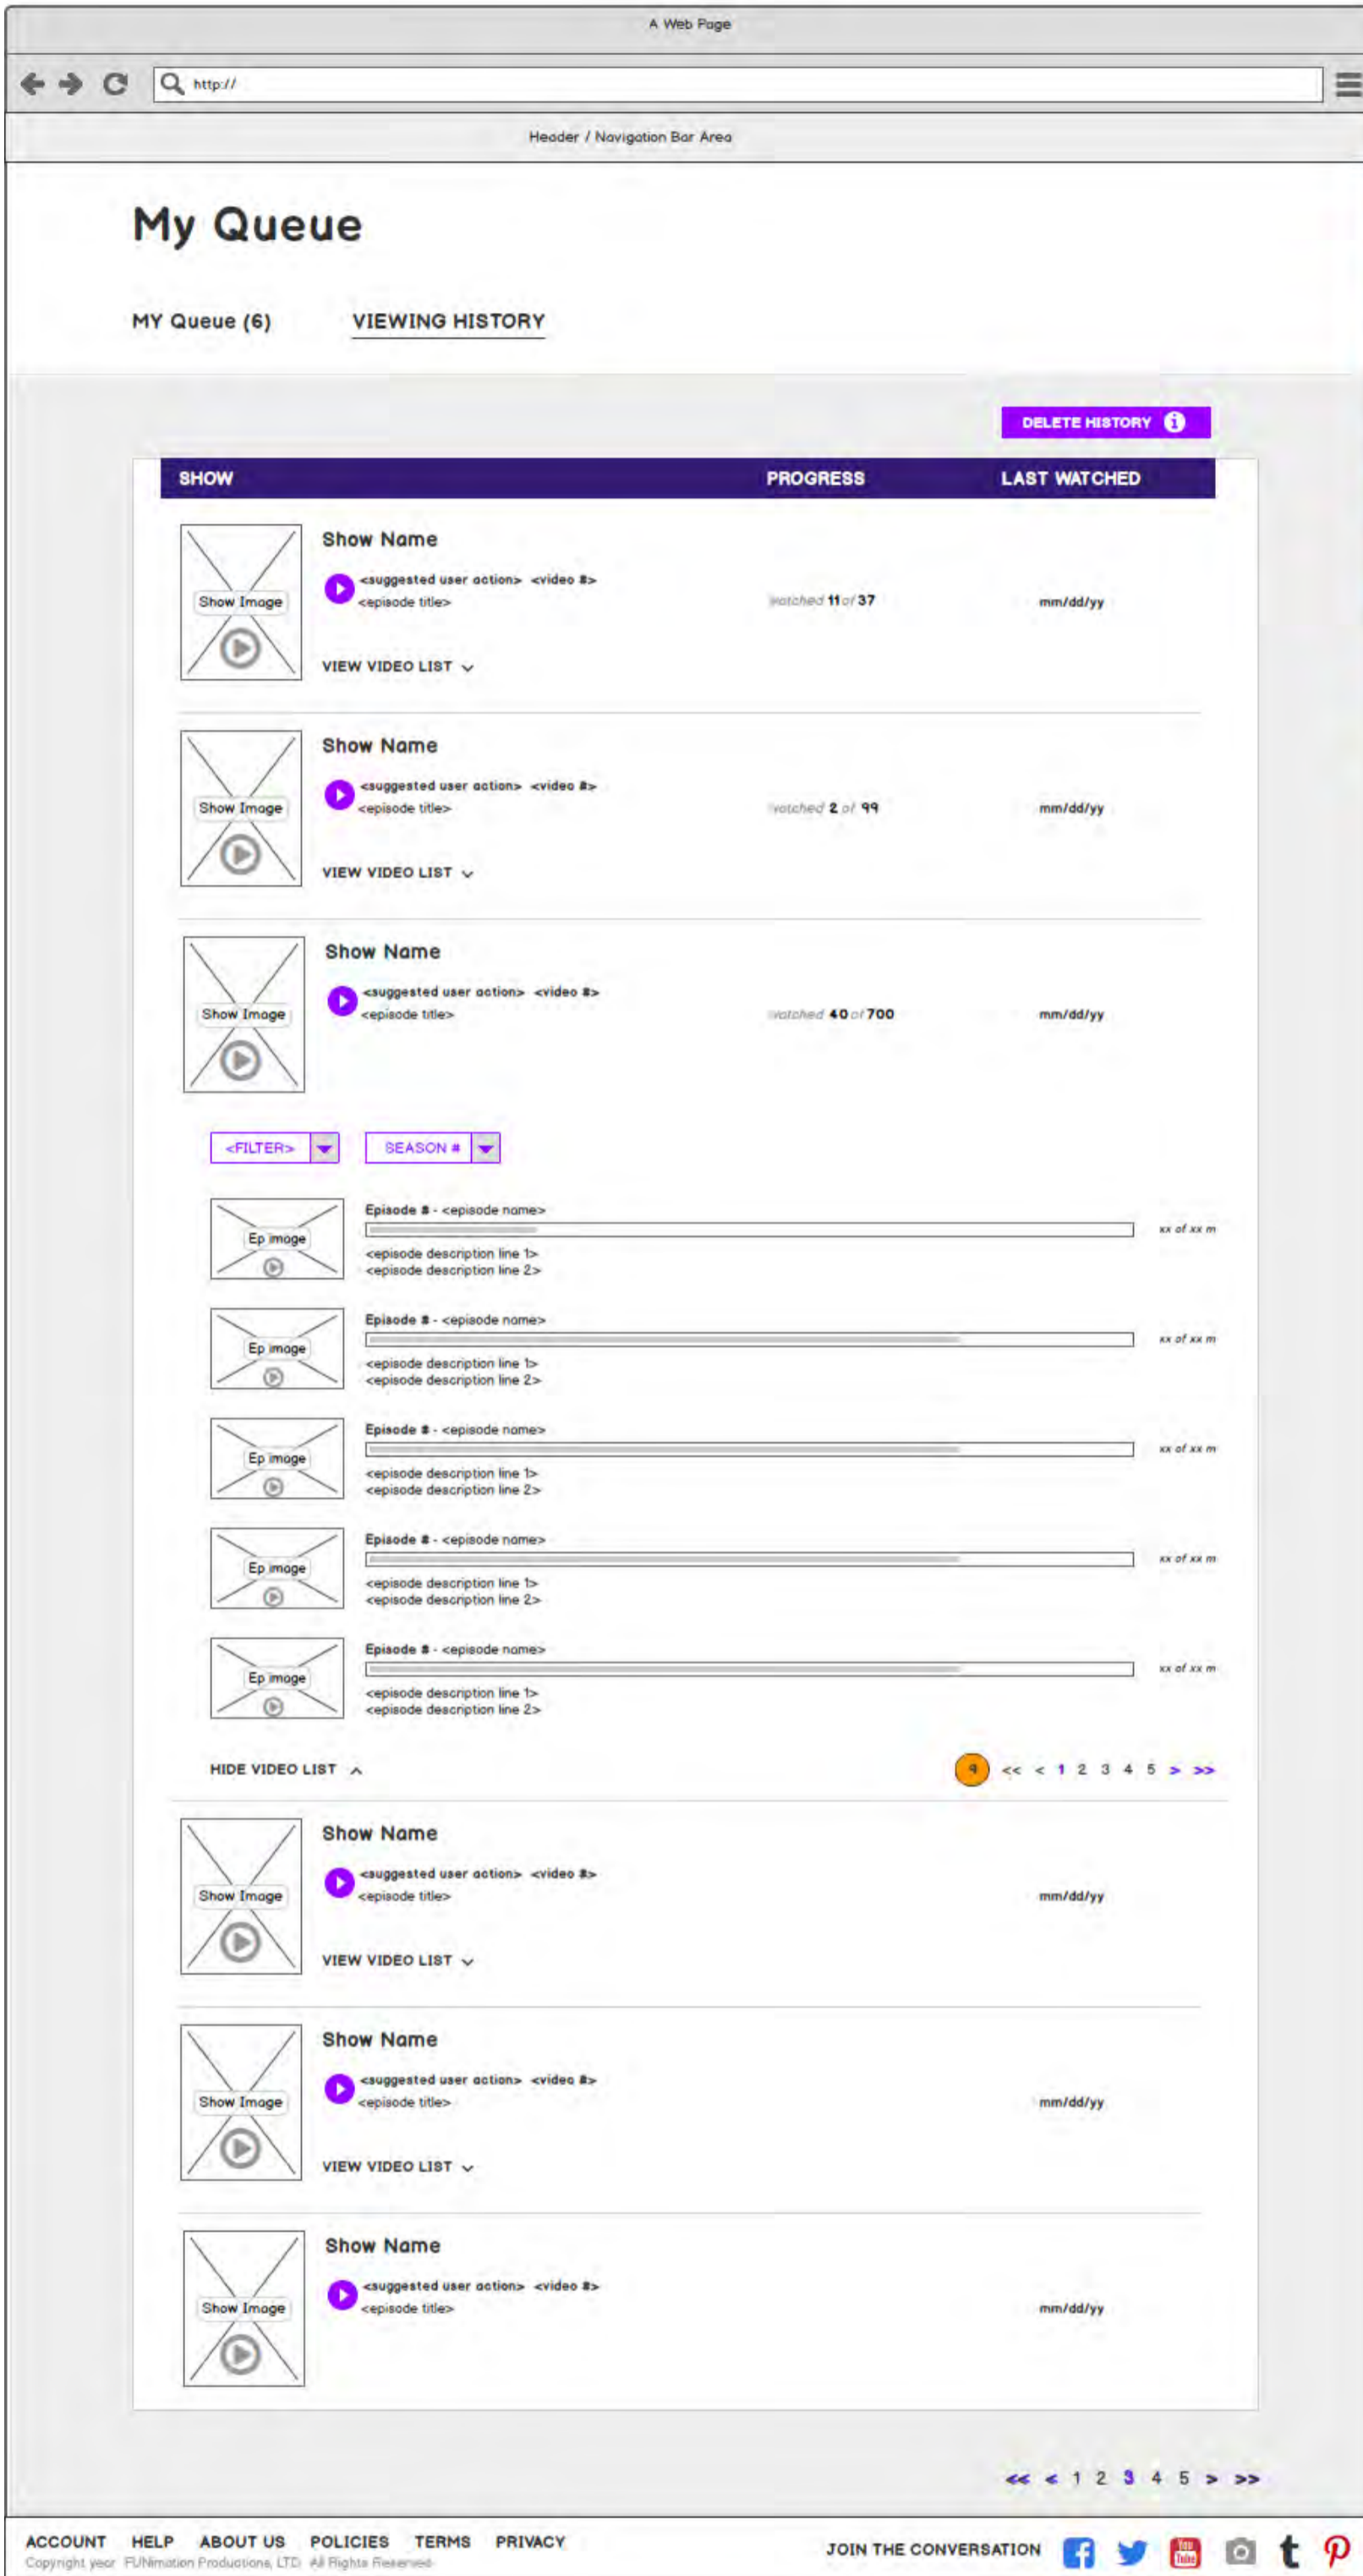 A Web Page
http://
Header / Navigation Bar Area
My Queue
MY Queue (6) VIEWING HISTORY
DELETE HISTORY i
SHOW PROGRESS LAST WATCHED
Show Name
<suggested user action> <video #>
Show Image <episode title> watched 11 of 37 mm/dd/yy
VIEW VIDEO LIST
Show Name
<suggested user action> <video #>
Show Image <episode title> watched 2 of 99 mm/dd/yy
VIEW VIDEO LIST
Show Name
<suggested user action> <video #>
Show Image <episode title> watched 40 of 700 mm/dd/yy
<FILTER> SEASON #
Episode # - <episode name>
Ep image xx of xx m
<episode description line 1>
<episode description line 2>
Episode # - <episode name>
Ep image xx of xx m
<episode description line 1>
<episode description line 2>
Episode # - <episode name>
Ep image xx of xx m
<episode description line 1>
<episode description line 2>
Episode # - <episode name>
Ep image xx of xx m
<episode description line 1>
<episode description line 2>
Episode # - <episode name>
Ep image xx of xx m
<episode description line 1>
<episode description line 2>
HIDE VIDEO LIST 9 << < 1 2 3 4 5 > >>
Show Name
<suggested user action> <video #>
Show Image <episode title> mm/dd/yy
VIEW VIDEO LIST
Show Name
<suggested user action> <video #>
Show Image <episode title> mm/dd/yy
VIEW VIDEO LIST
Show Name
<suggested user action> <video #>
Show Image <episode title> mm/dd/yy
<< < 1 2 3 4 5 > >>
ACCOUNT HELP ABOUT US POLICIES TERMS PRIVACY JOIN THE CONVERSATION You Tube
Copyright year FUNimation Productions, LTD. All Rights Reserved